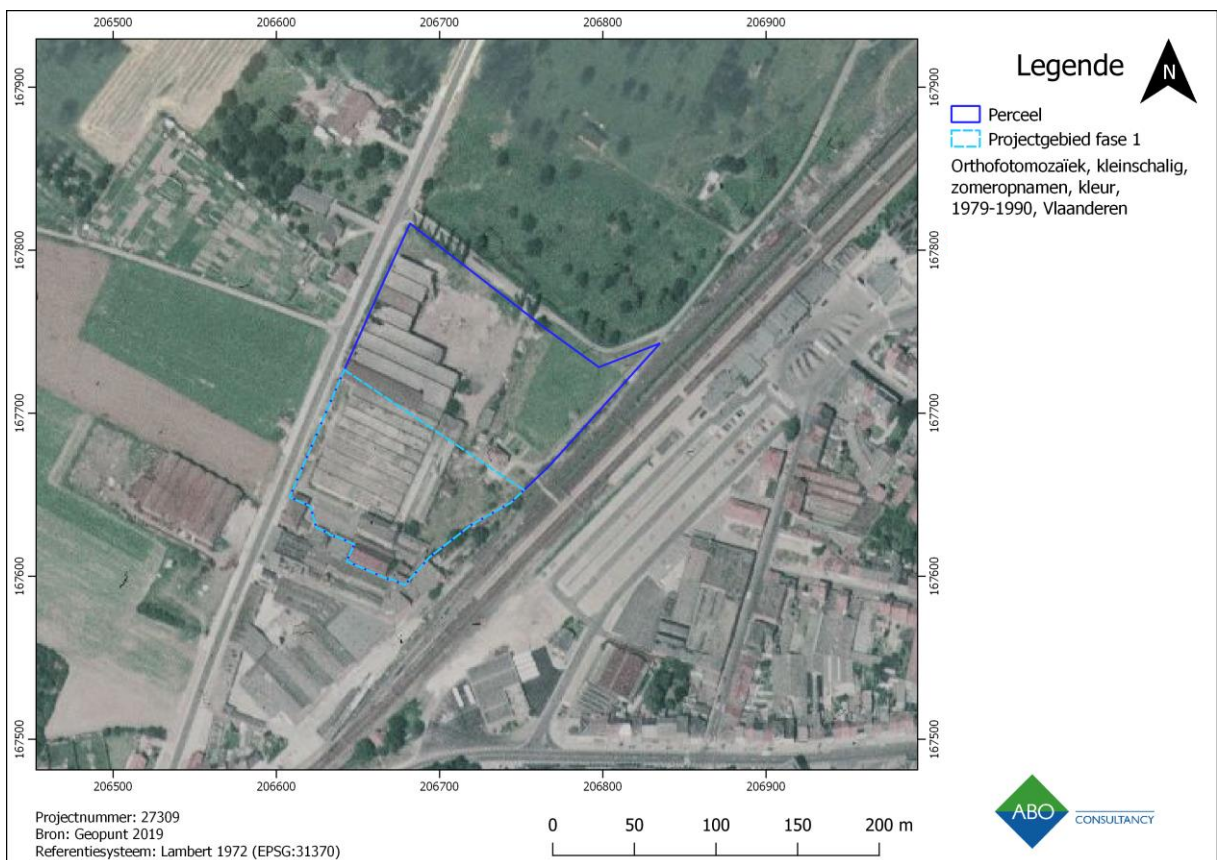 206500 206600 206700 206800 206900
167900 167900
167800 167800
167700 167700
167600 167600
167500 167500
206500 206600 206700 206800 206900
Legende
N
Perceel
Projectgebied fase 1
Orthofotomozaïek, kleinschalig,
zomeropnamen, kleur,
1979-1990, Vlaanderen
Projectnummer: 27309
Bron: Geopunt 2019
Referentiesysteem: Lambert 1972 (EPSG:31370)
0 50 100 150 200 m
ABO CONSULTANCY